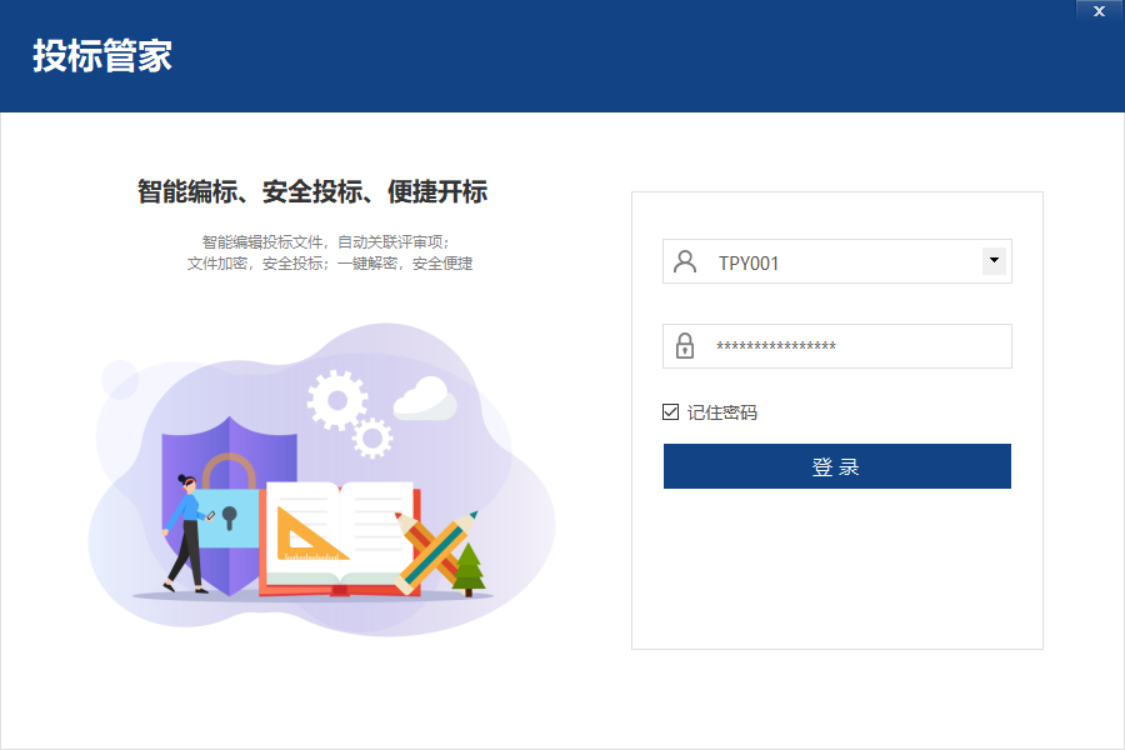 投标管家
智能编标、安全投标、便捷开标
智能编辑投标文件，自动关联评审项；
文件加密，安全投标；一键解密，安全便捷
TPY001
****************
记住密码
登录